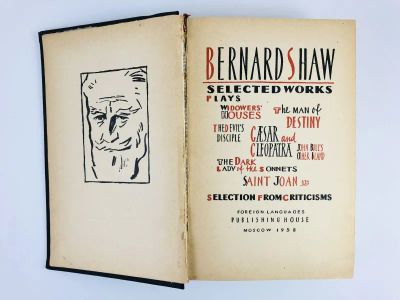 BERNARD SHAW
SELECTED WORKS
PLAYS
WIDOWERS' HOUSES
THE MAN OF DESTINY
THE DEVIL'S DISCIPLE
CÆSAR and CLEOPATRA
JOHN BULL'S OTHER ISLAND
THE DARK LADY of the SONNETS
SAINT JOAN
SELECTION FROM CRITICISMS
FOREIGN LANGUAGES
PUBLISHING HOUSE
MOSCOW 1958